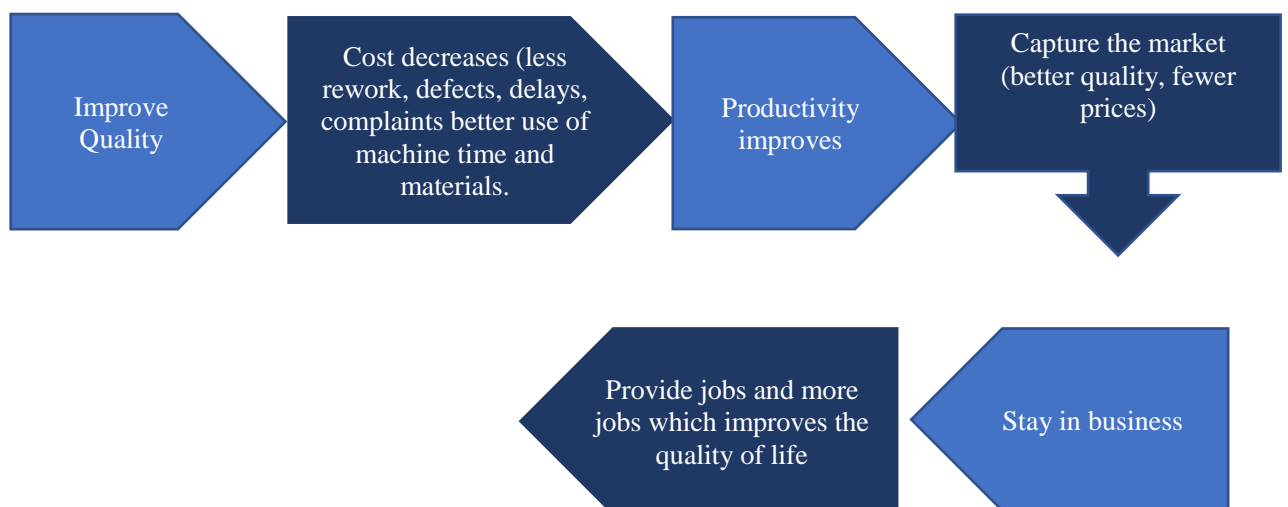 Improve
Quality
Cost decreases (less
rework, defects, delays,
complaints better use of
machine time and
materials.
Productivity
improves
Capture the market
(better quality, fewer
prices)
Stay in business
Provide jobs and more
jobs which improves the
quality of life